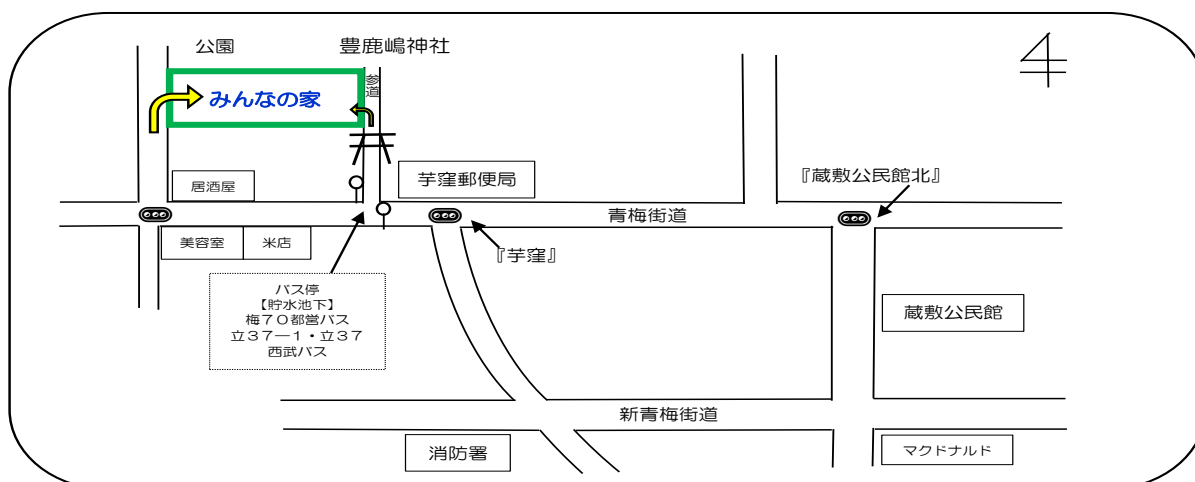 公園
豊鹿嶋神社
参道
みんなの家
居酒屋
芋窪郵便局
『蔵敷公民館北』
青梅街道
美容室
米店
『芋窪』
バス停
【貯水池下】
梅７０都営バス
立３７―１・立３７
西武バス
蔵敷公民館
新青梅街道
消防署
マクドナルド